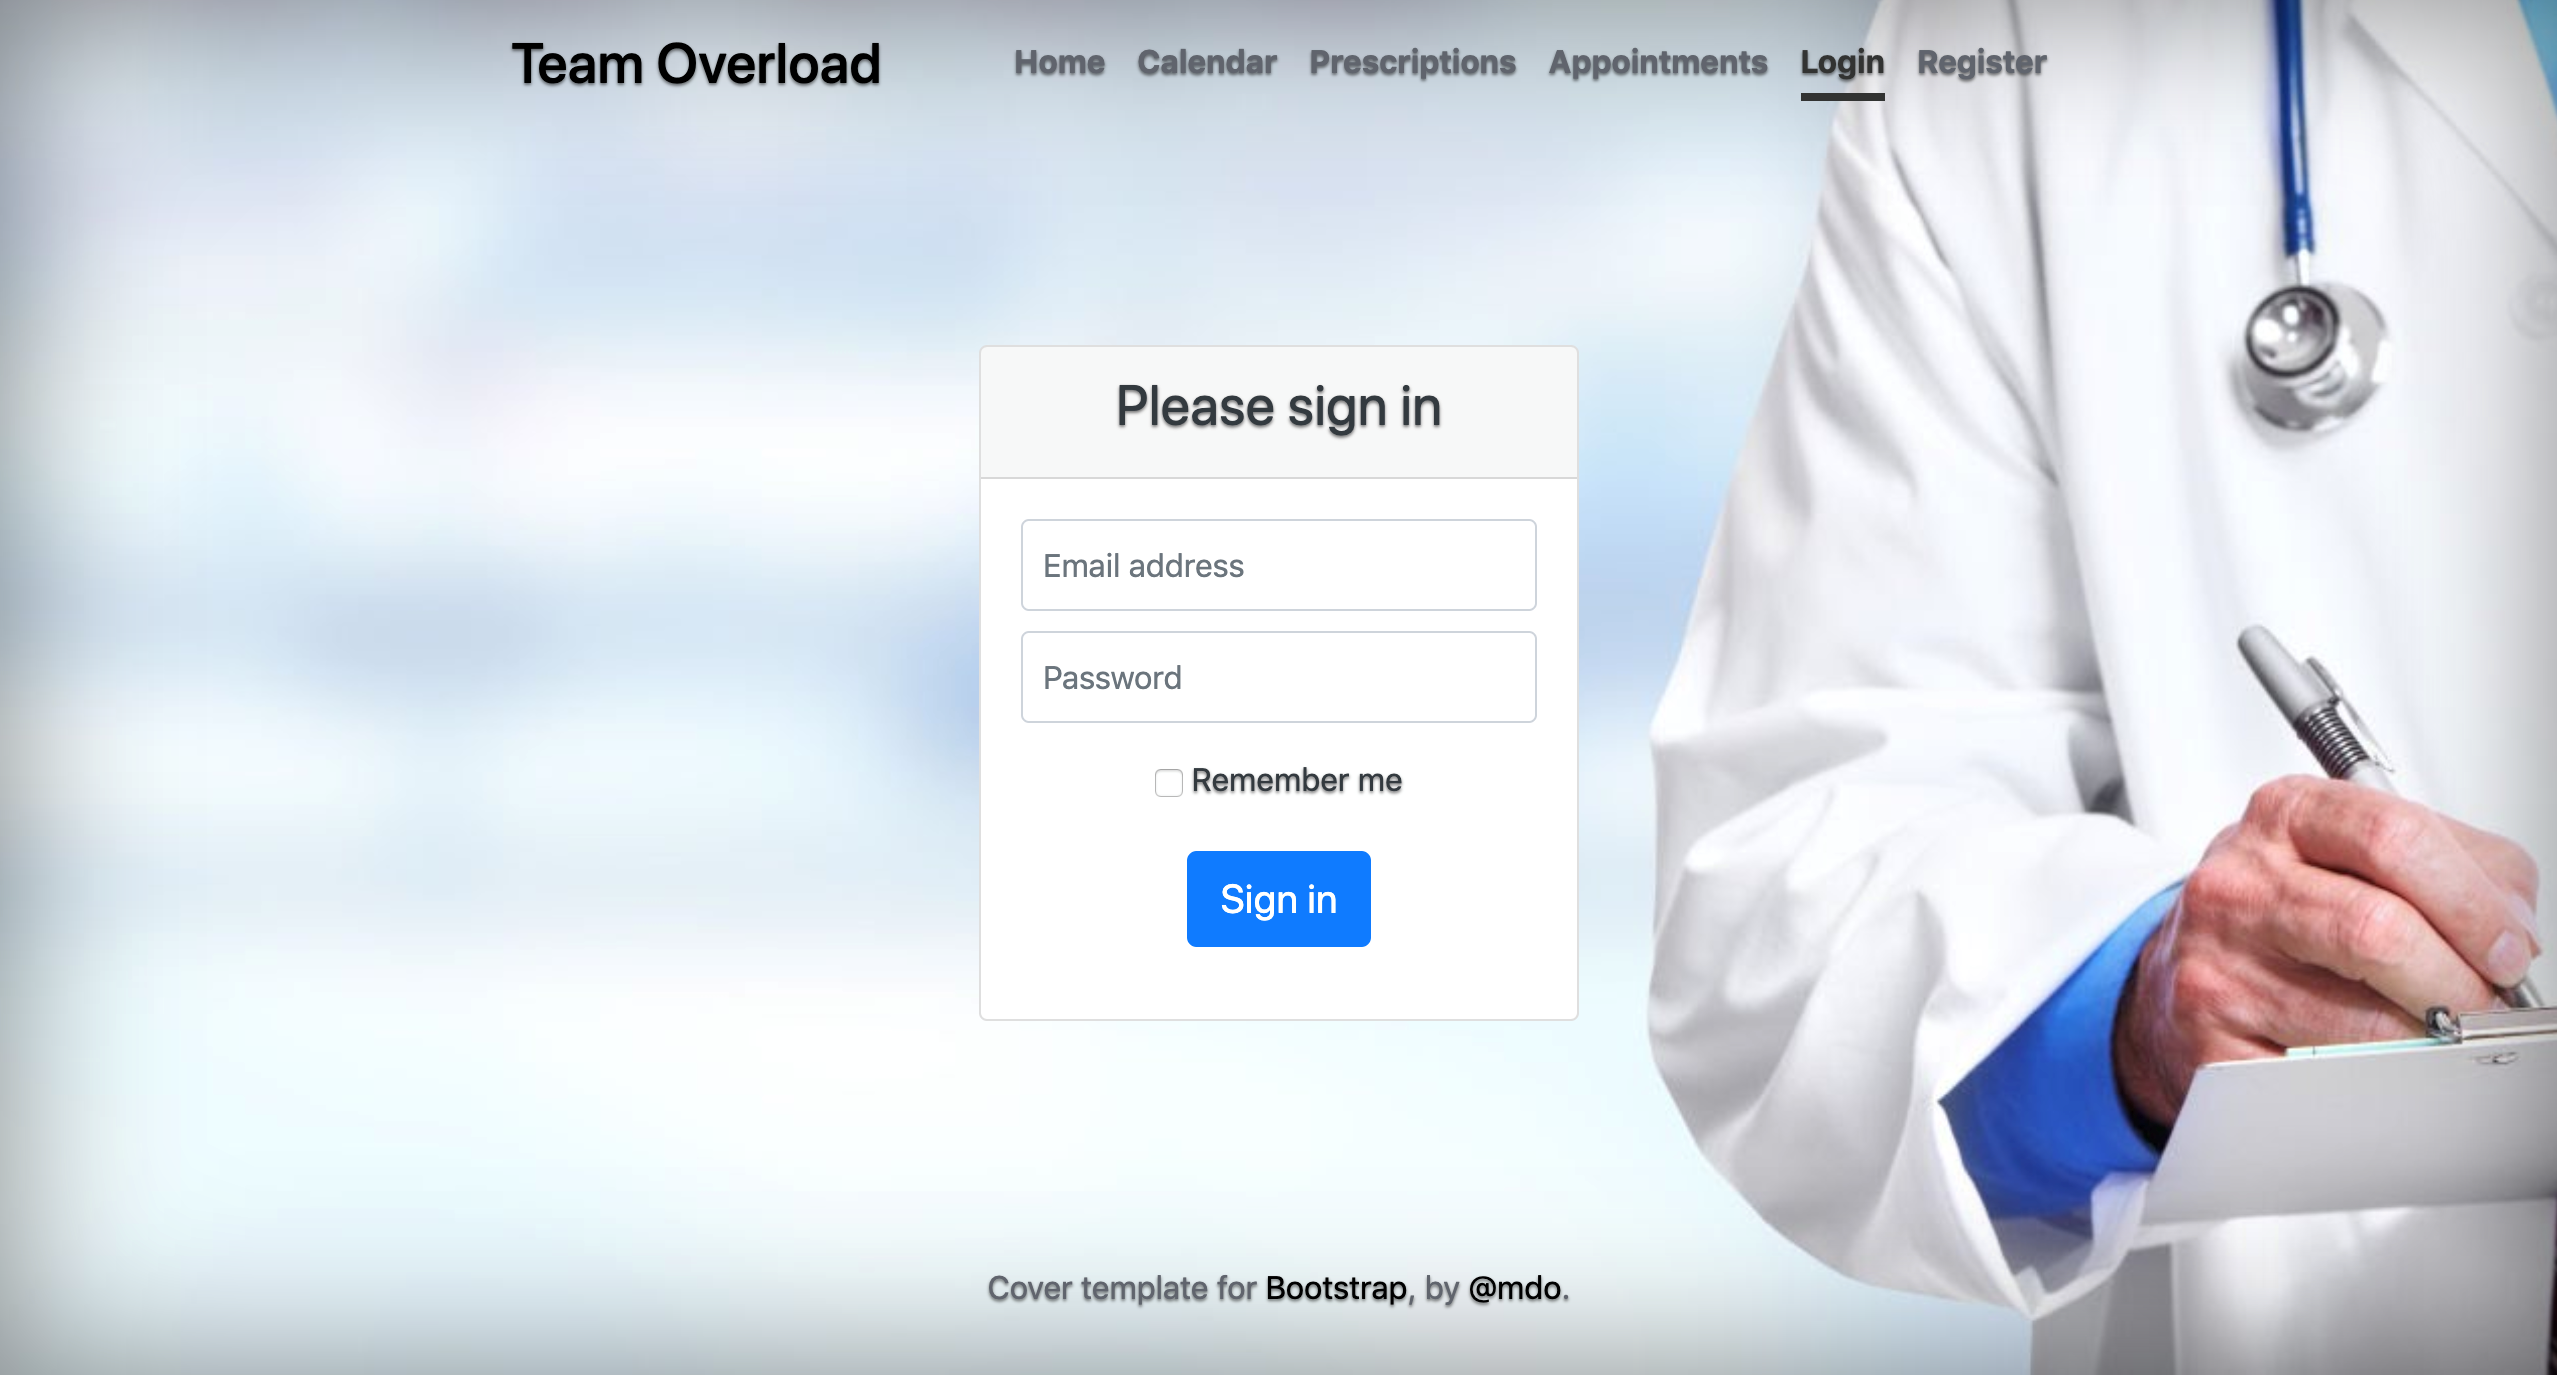 Team Overload
Home Calendar Prescriptions Appointments Login Register
Please sign in
Email address
Password
Remember me
Sign in
Cover template for Bootstrap, by @mdo.